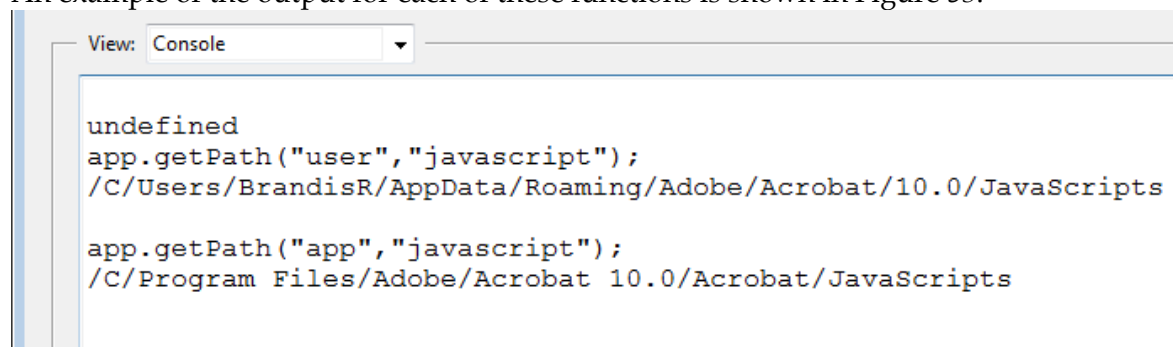 An example of the output for each of these functions is shown in Figure 35.
View: Console
undefined
app.getPath("user","javascript");
/C/Users/BrandisR/AppData/Roaming/Adobe/Acrobat/10.0/JavaScripts
app.getPath("app","javascript");
/C/Program Files/Adobe/Acrobat 10.0/Acrobat/JavaScripts